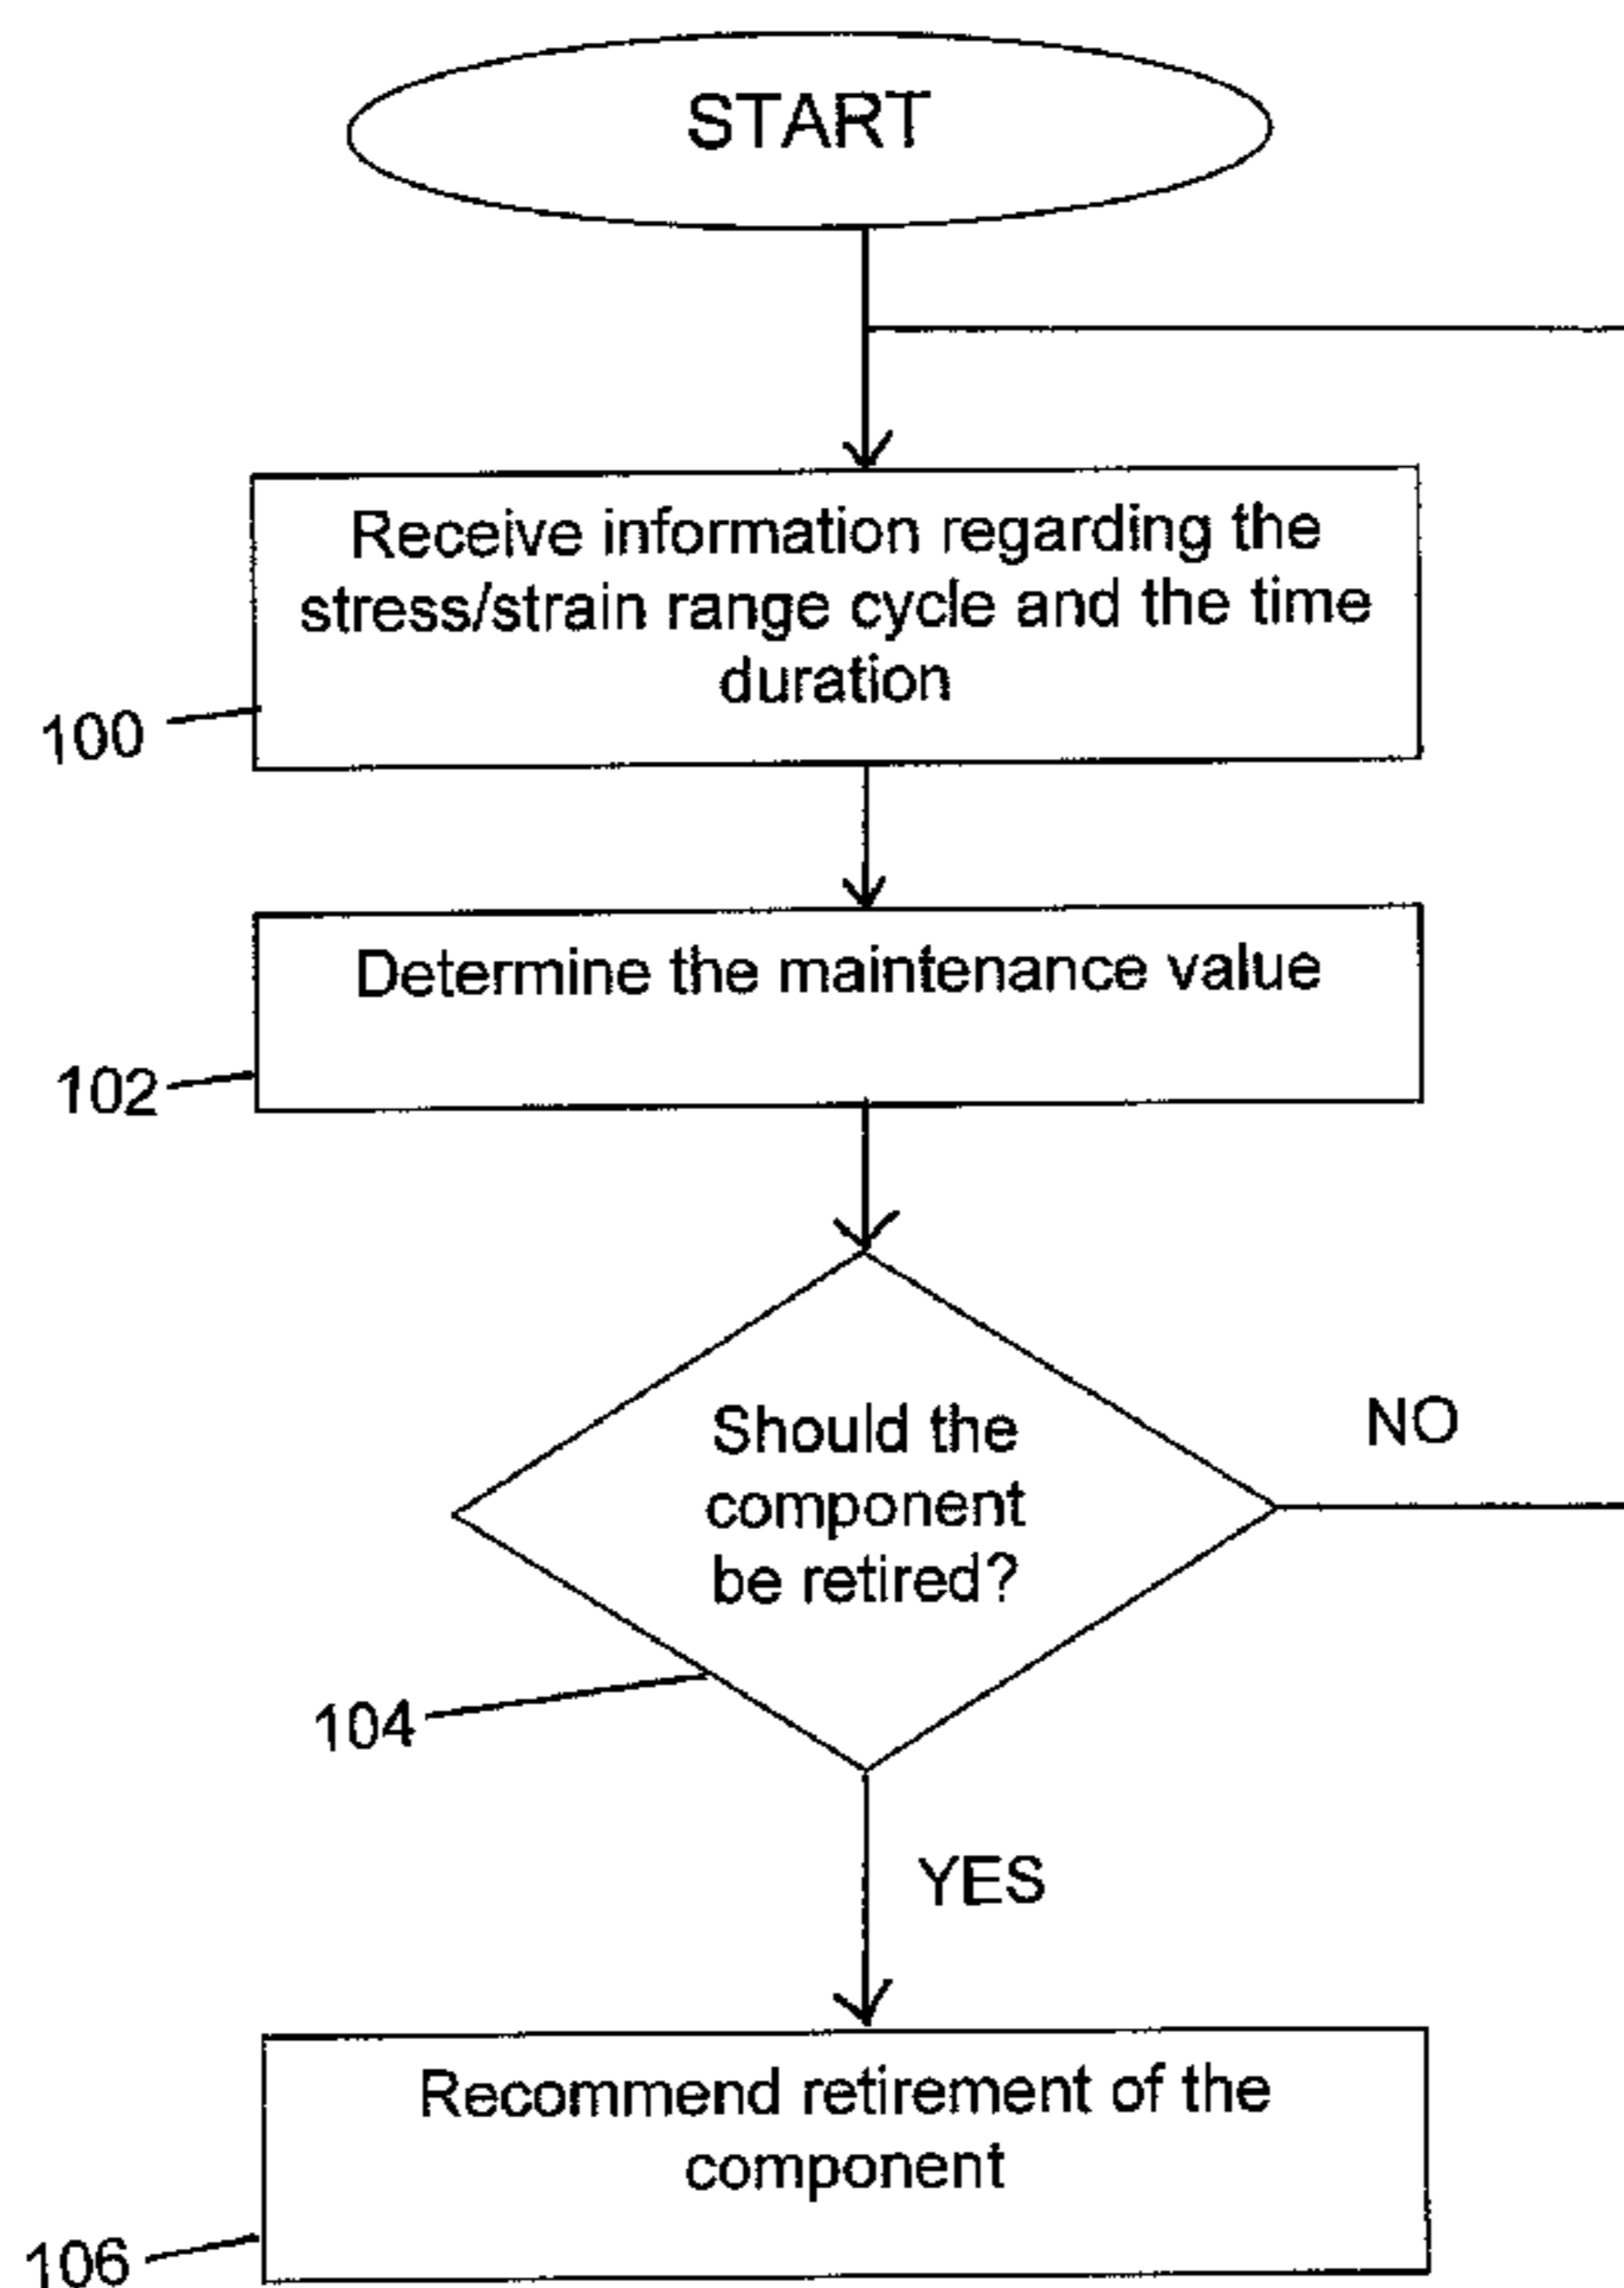 START
Receive information regarding the
stress/strain range cycle and the time
duration
100
Determine the maintenance value
102
Should the
component
be retired?
NO
104
YES
Recommend retirement of the
component
106